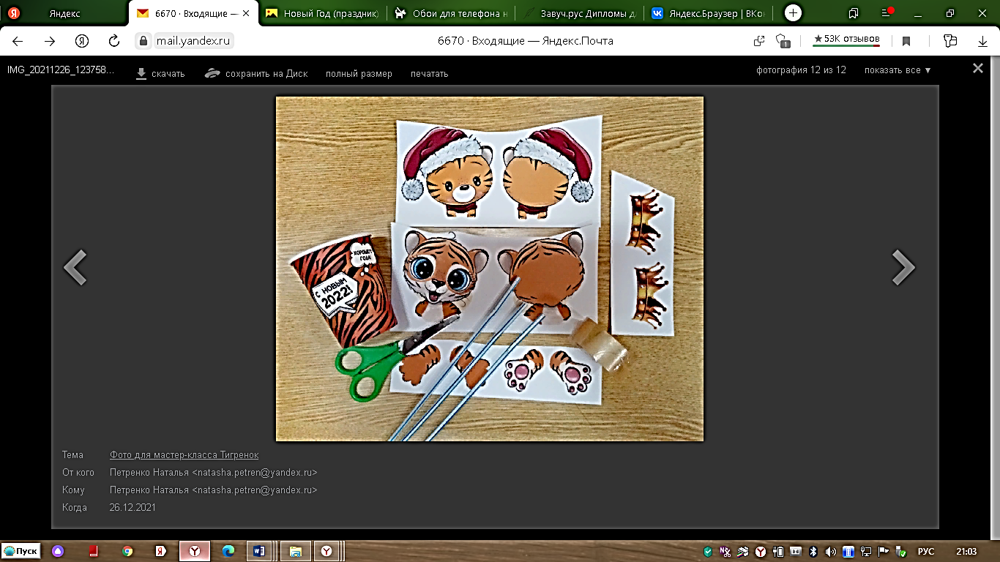 Яндекс
6670 · Входящие —
Новый Год (праздник)
Обои для телефона н
Завуч.рус Дипломы д
Яндекс.Браузер | ВКон
mail.yandex.ru
6670 · Входящие — Яндекс.Почта
1
★ 53K отзывов
IMG_20211226_123758...
скачать
сохранить на Диск
полный размер
печатать
фотография 12 из 12
показать все ▼
ХОРОШЕГО
ГОДА!
С НОВЫМ
2022!
Тема Фото для мастер-класса Тигренок
От кого Петренко Наталья <natasha.petren@yandex.ru>
Кому Петренко Наталья <natasha.petren@yandex.ru>
Когда 26.12.2021
Пуск
РУС
21:03